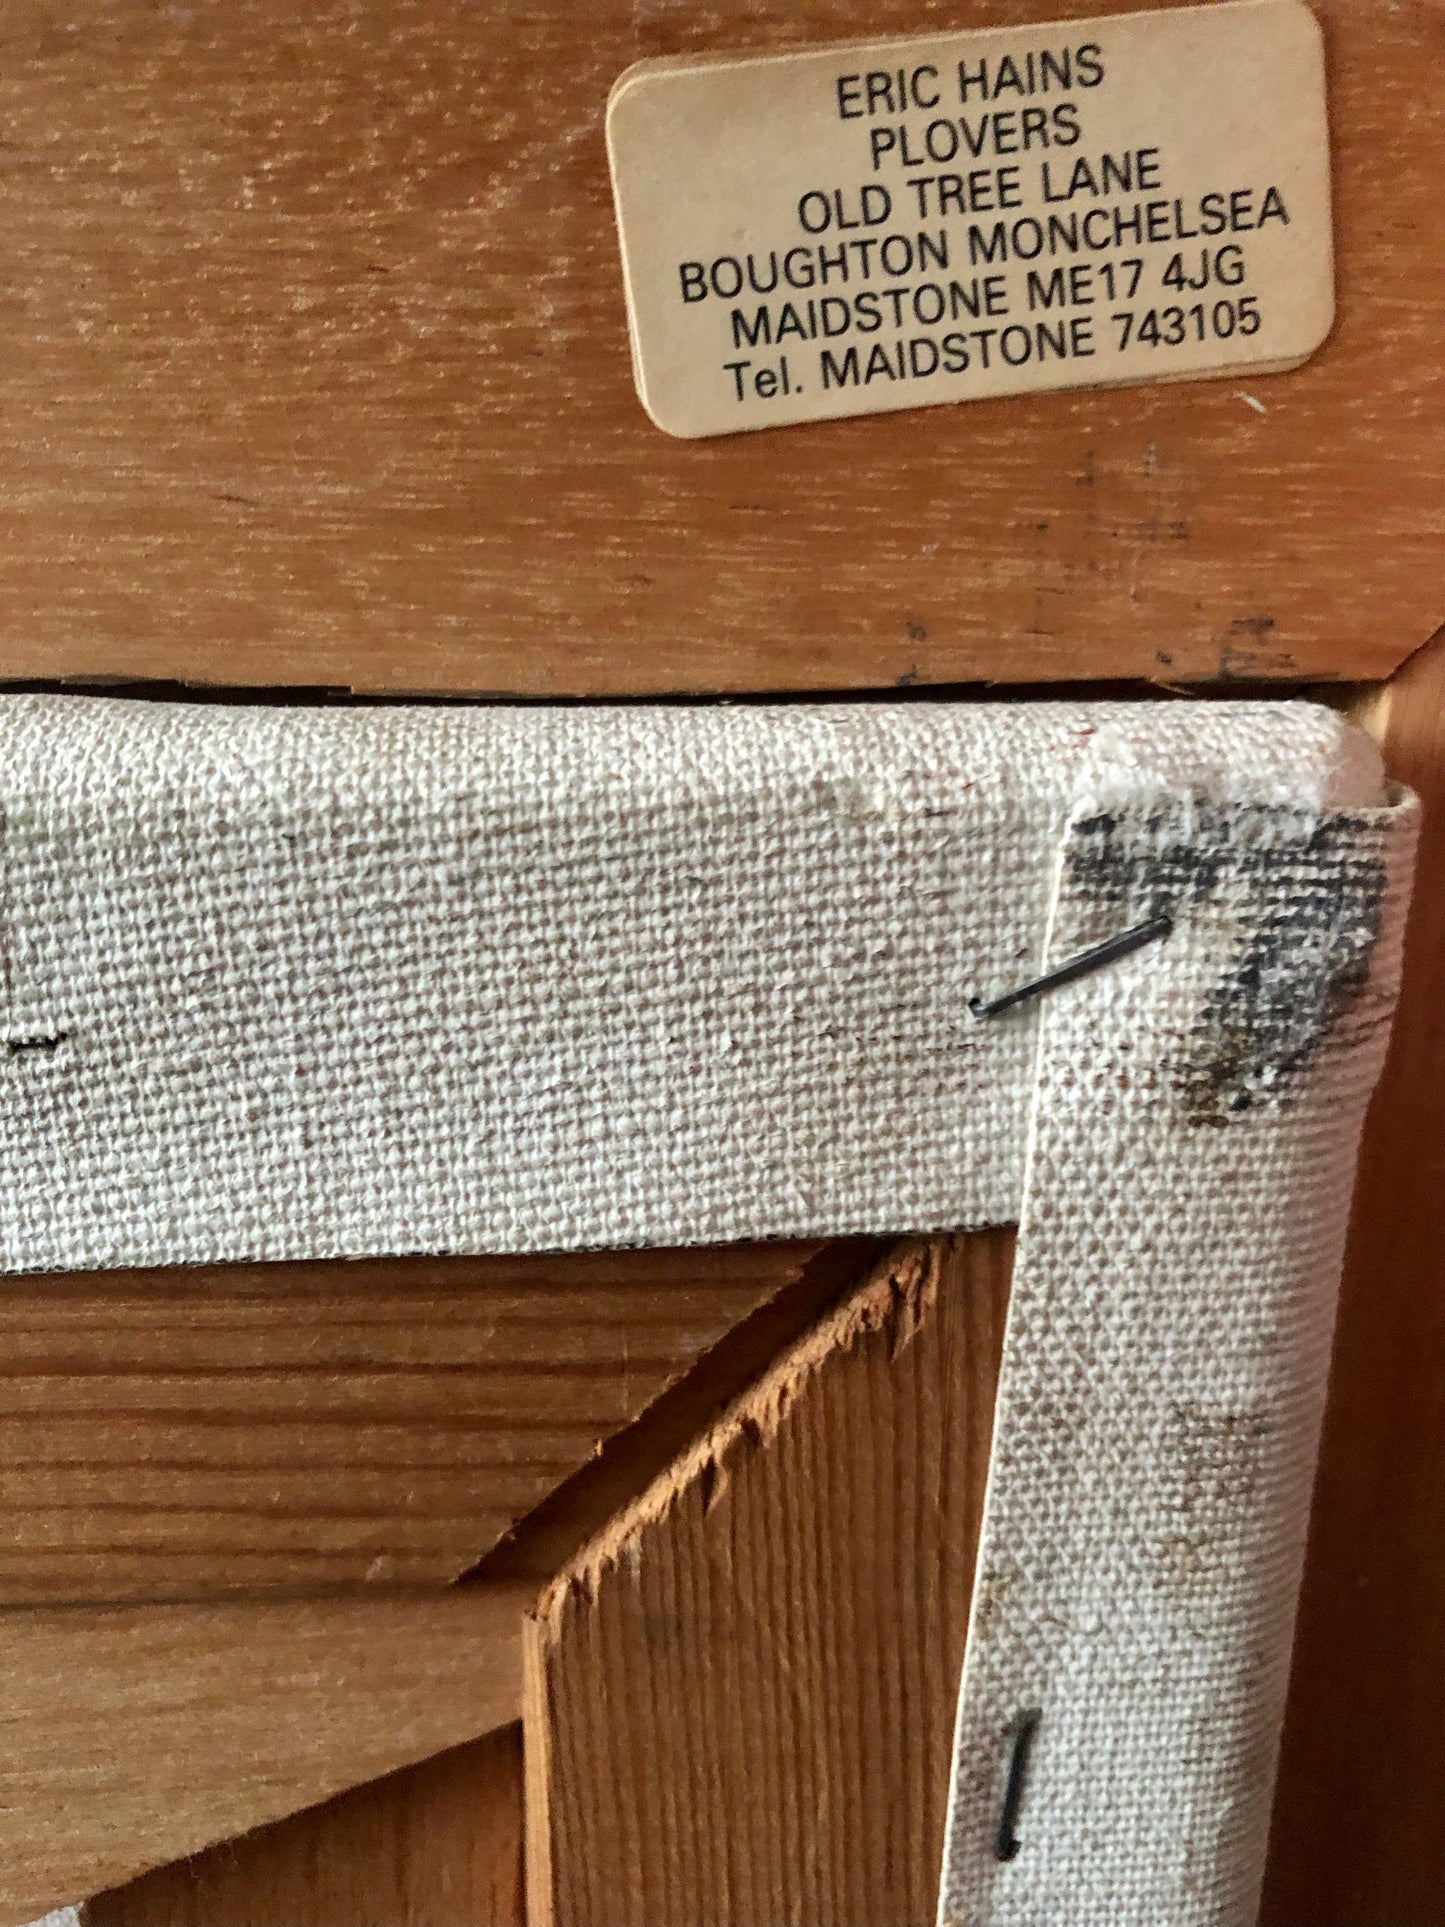 ERIC HAINS
PLOVERS
OLD TREE LANE
BOUGHTON MONCHELSEA
MAIDSTONE ME17 4JG
Tel. MAIDSTONE 743105